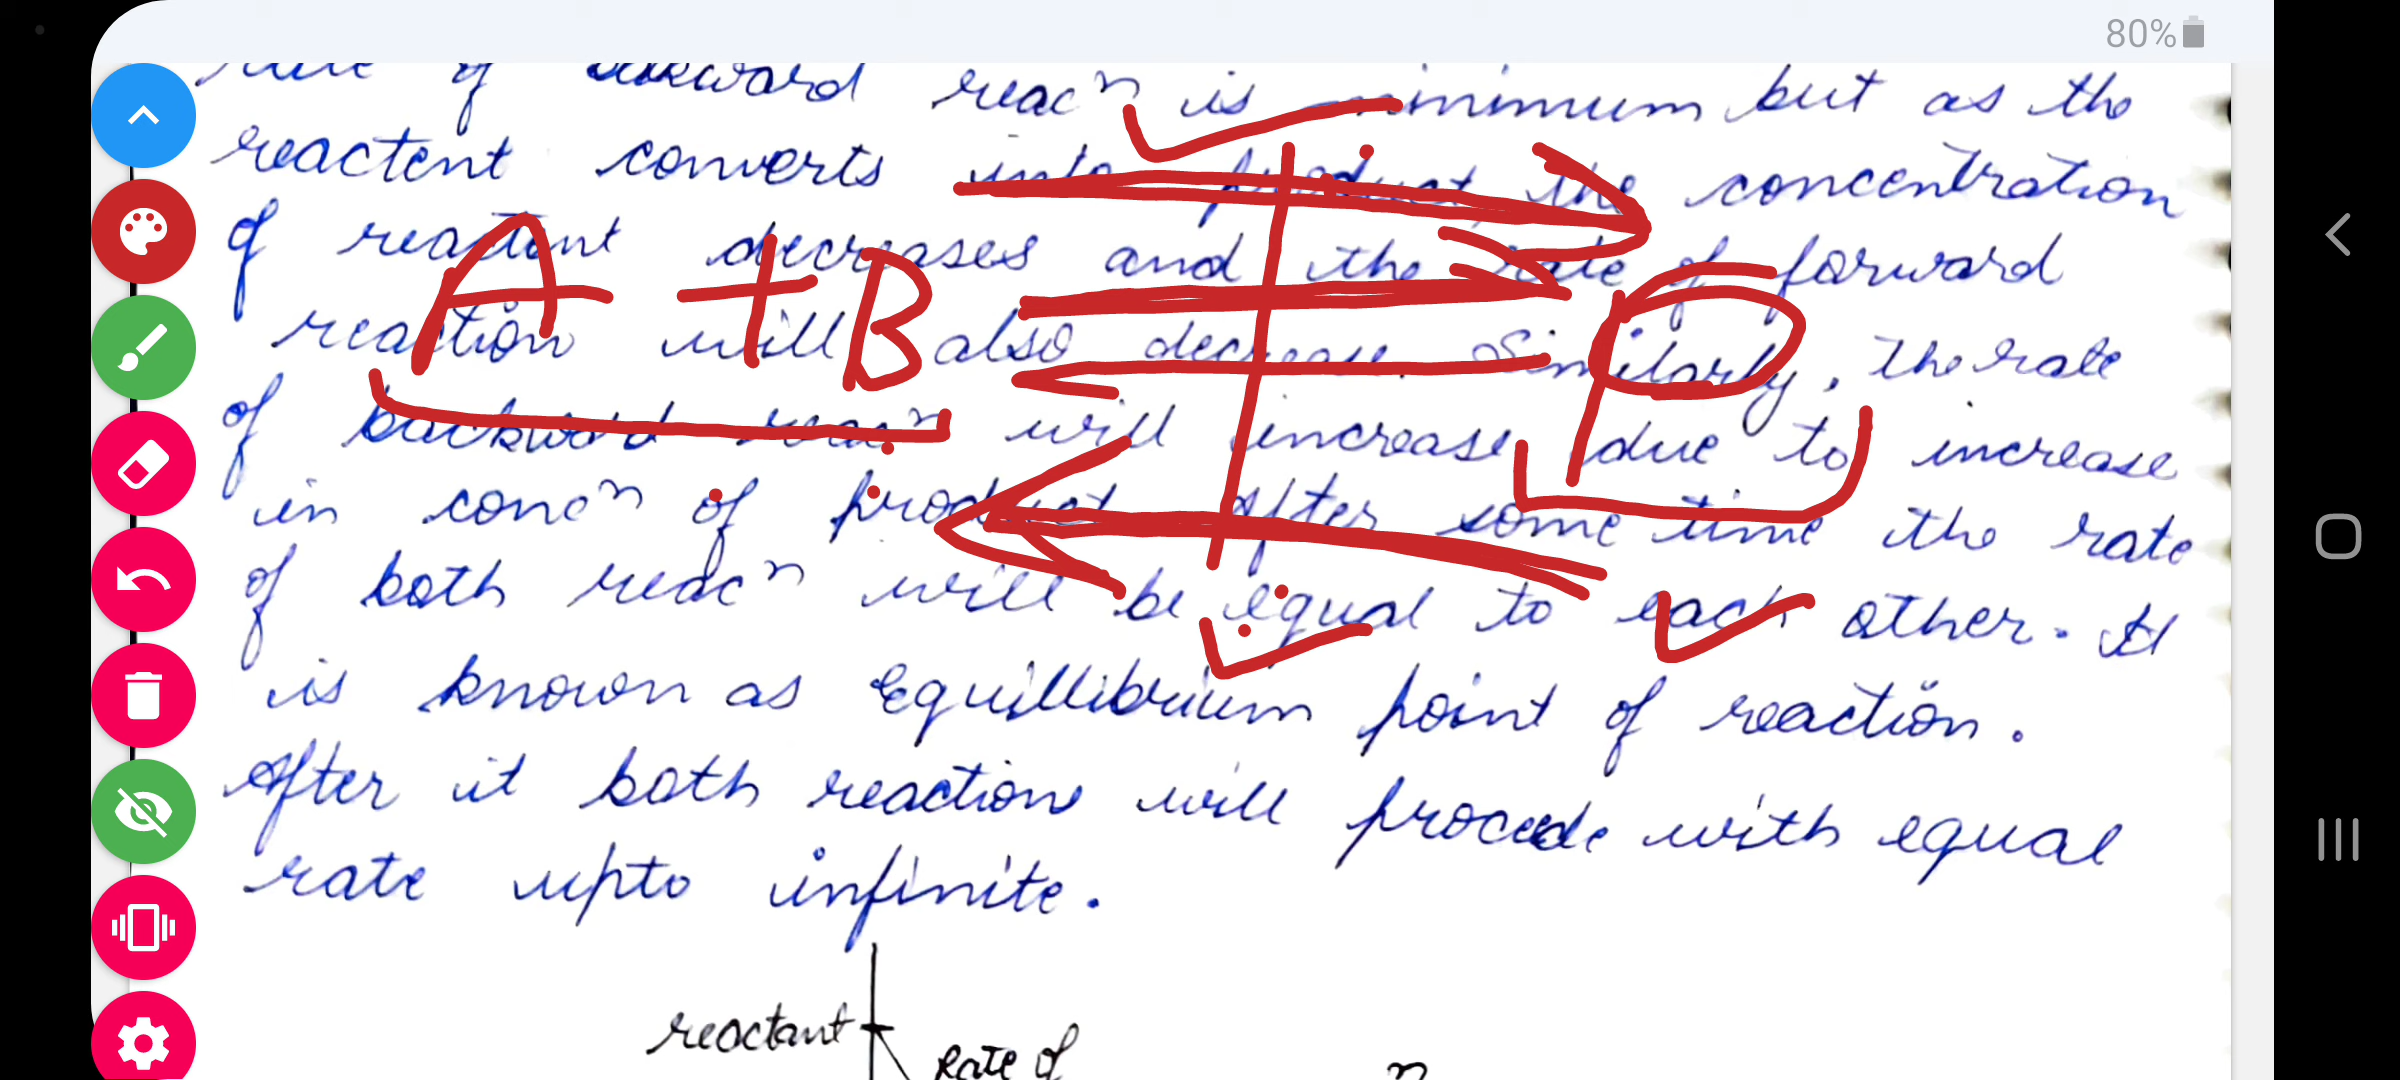 80%
rate of backward reacⁿ is minimum but as the
reactent converts into product, the concentration
of reactant decreases and the rate of forward
reaction will also decrease. Similarly, The rate
of backward reacⁿ will increase due to increase
in concⁿ of product After some time the rate
of both reacⁿ will be equal to each other. It
is known as Equillibrium point of reaction.
After it both reaction will procede with equal
rate upto infinite.
A + B P
reactant
Rate of
n